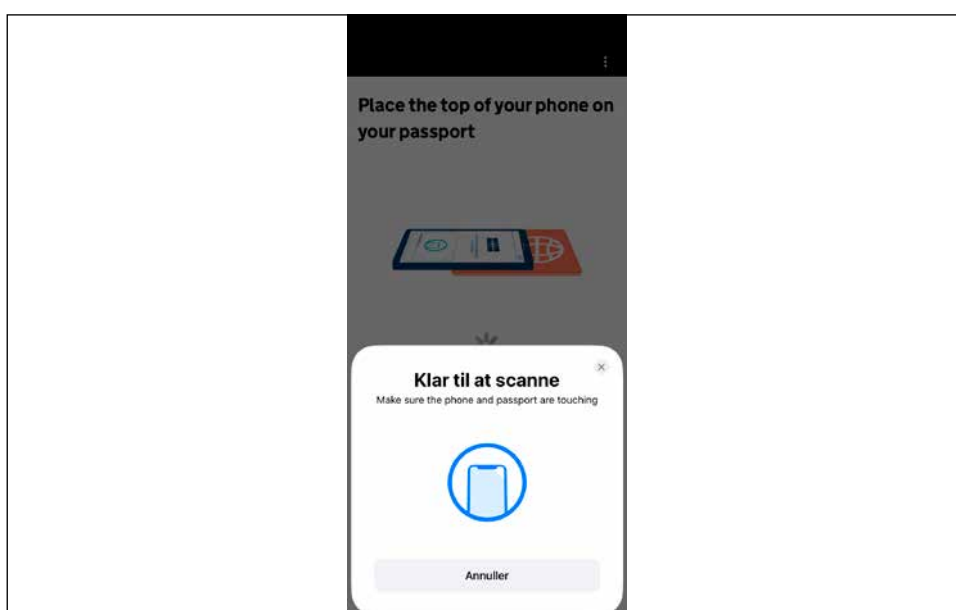 Place the top of your phone on
your passport
Klar til at scanne
Make sure the phone and passport are touching
Annuller